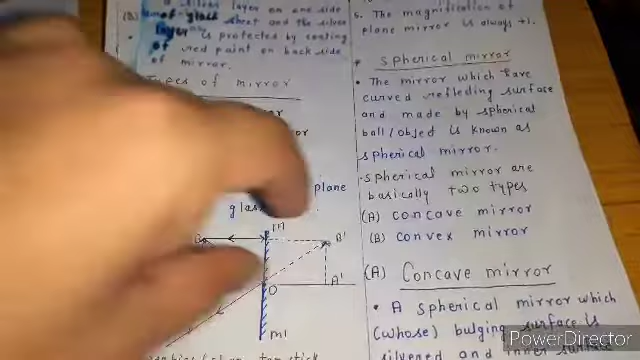 a silver layer on one side
(B) of glass sheet and the silver
layer is protected by coating
of red paint on back side
of mirror.
Types of mirror
plane
M
B
B'
O
A'
M'
5. The magnification of
plane mirror is always +1.
spherical mirror
• The mirror which have
curved reflecting surface
and made by spherical
ball/object is known as
spherical mirror.
spherical mirror are
basically two types
(A) concave mirror
(B) convex mirror
(A) Concave mirror
• A spherical mirror which
(whose) bulging surface is
silvered and inner surface
PowerDirector